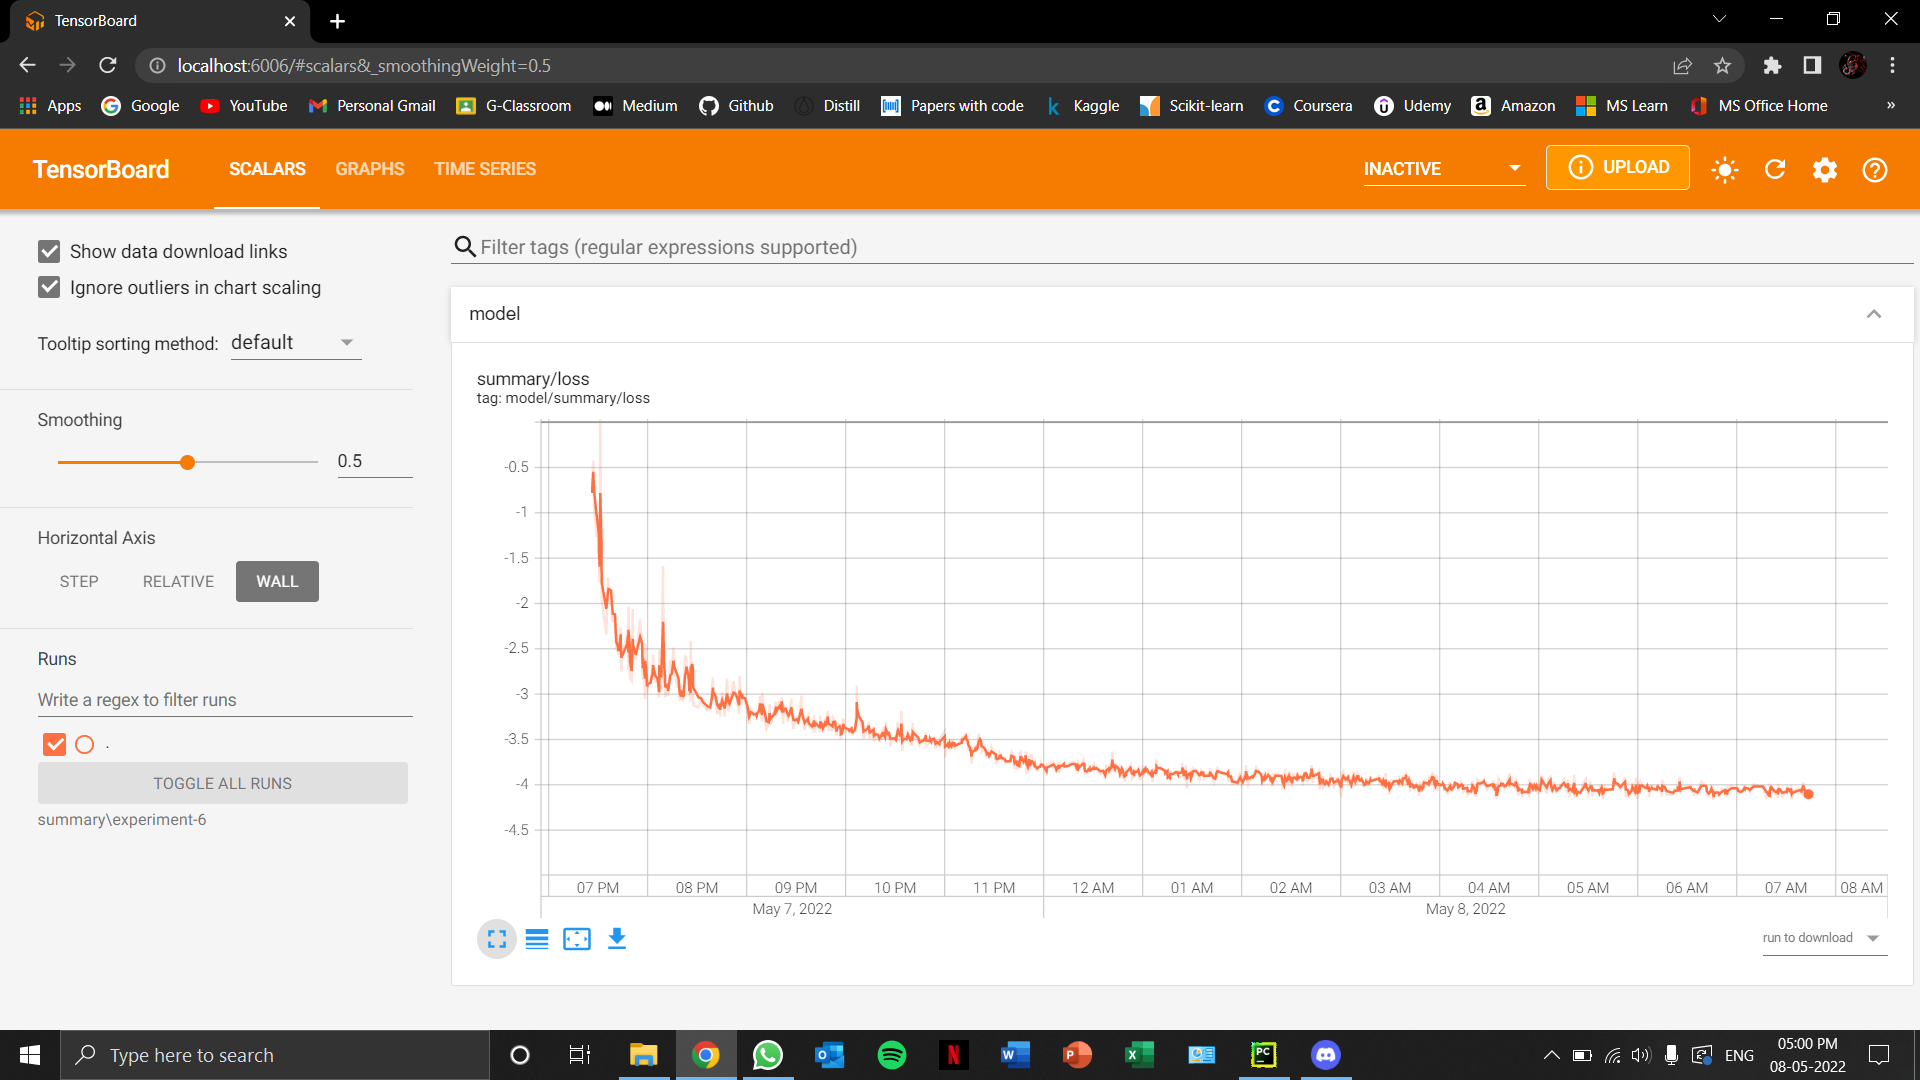 TensorBoard
localhost:6006/#scalars&_smoothingWeight=0.5
Apps Google YouTube Personal Gmail G-Classroom Medium Github Distill Papers with code Kaggle Scikit-learn Coursera Udemy Amazon MS Learn MS Office Home »
TensorBoard SCALARS GRAPHS TIME SERIES INACTIVE UPLOAD
Show data download links
Ignore outliers in chart scaling
Tooltip sorting method: default
Smoothing
0.5
Horizontal Axis
STEP RELATIVE WALL
Runs
Write a regex to filter runs
.
TOGGLE ALL RUNS
summary\experiment-6
Filter tags (regular expressions supported)
model
summary/loss
tag: model/summary/loss
-0.5
-1
-1.5
-2
-2.5
-3
-3.5
-4
-4.5
07 PM 08 PM 09 PM 10 PM 11 PM 12 AM 01 AM 02 AM 03 AM 04 AM 05 AM 06 AM 07 AM 08 AM
May 7, 2022 May 8, 2022
run to download
Type here to search
ENG
05:00 PM
08-05-2022